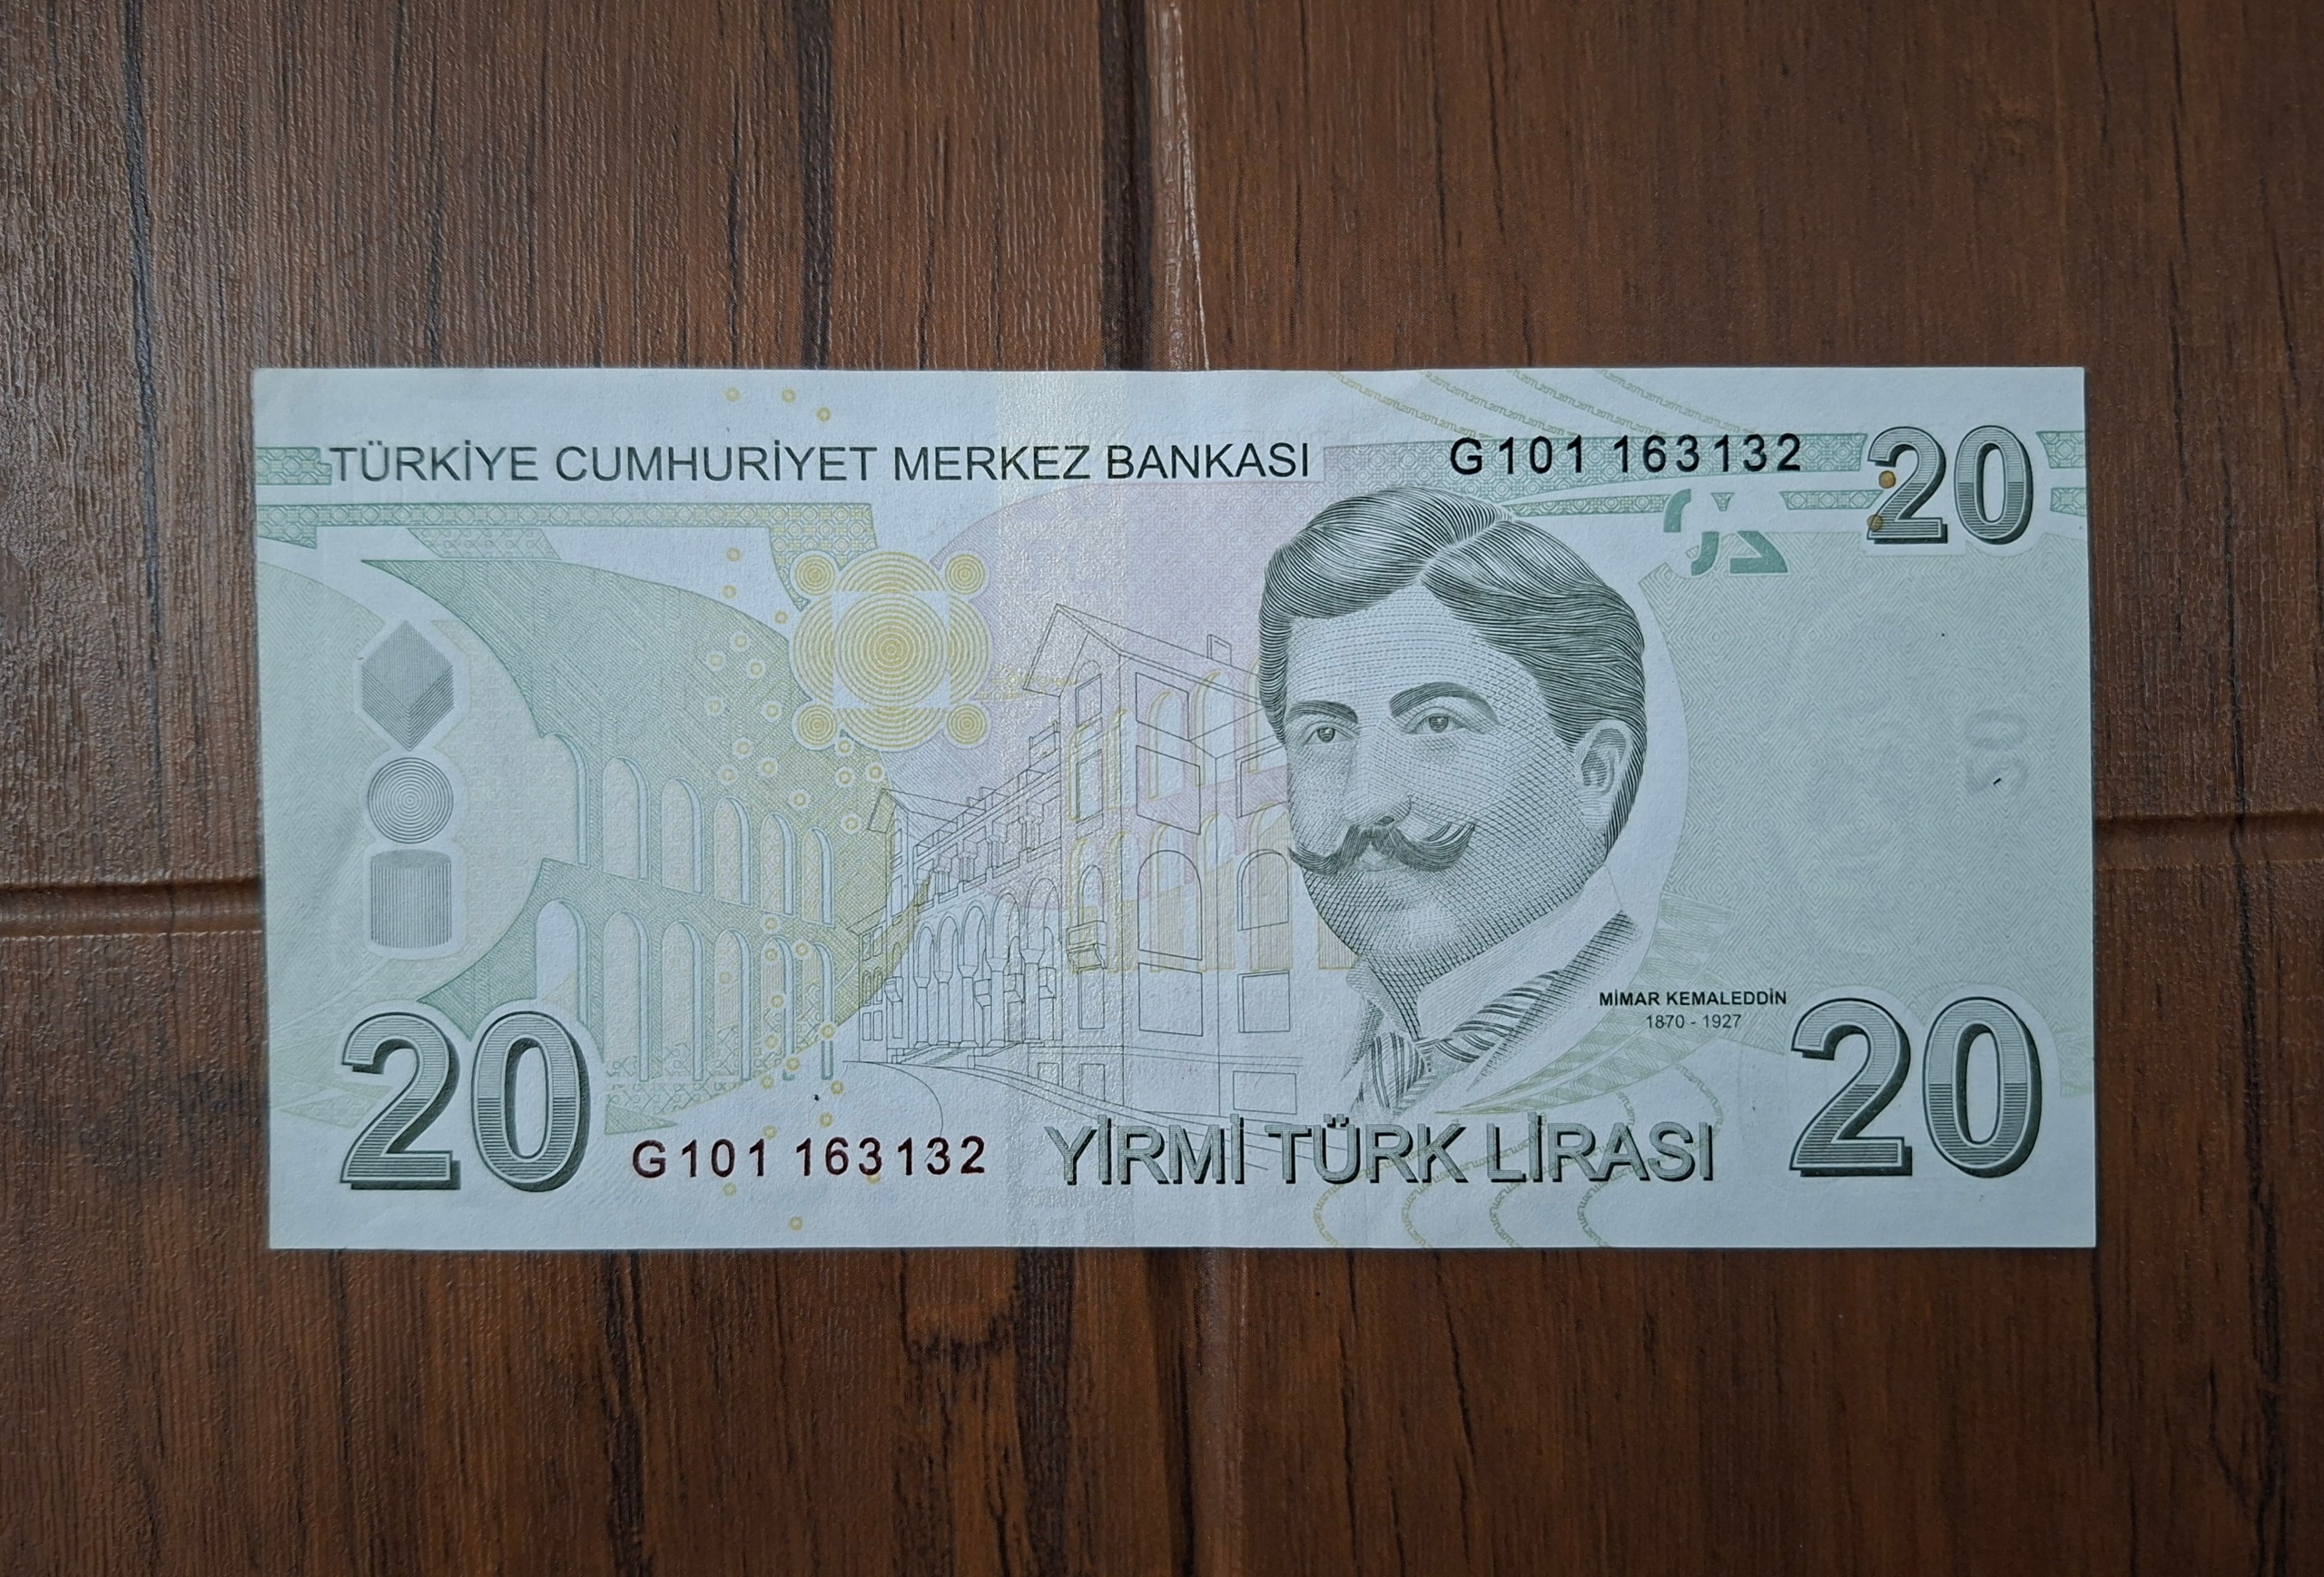 TÜRKİYE CUMHURİYET MERKEZ BANKASI
G101 163132
20
MİMAR KEMALEDDİN
1870 - 1927
20
G101 163132
YİRMİ TÜRK LİRASI
20